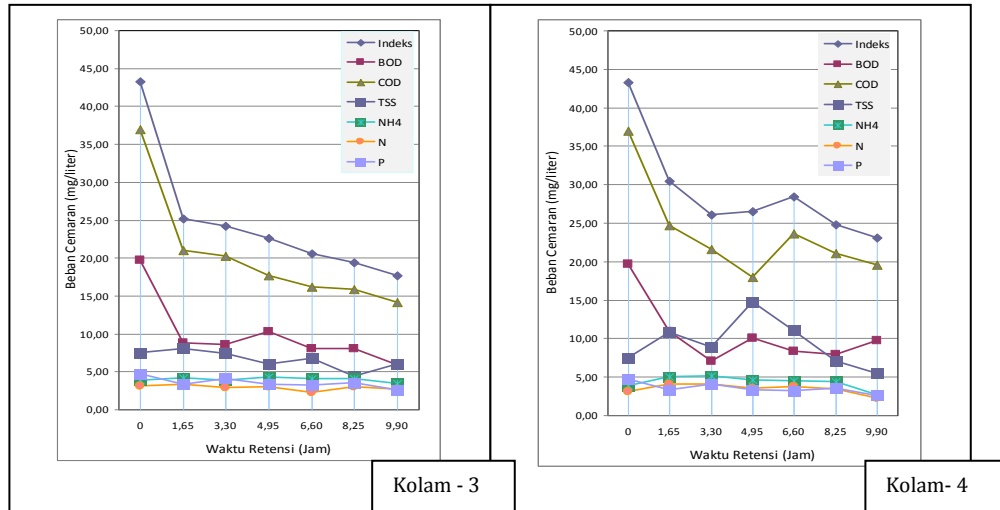 50,00
45,00
40,00
35,00
30,00
25,00
20,00
15,00
10,00
5,00
0,00
Beban Cemaran (mg/liter)
Indeks
BOD
COD
TSS
NH4
N
P
0 1,65 3,30 4,95 6,60 8,25 9,90
Waktu Retensi (Jam)
Kolam - 3
50,00
45,00
40,00
35,00
30,00
25,00
20,00
15,00
10,00
5,00
0,00
Beban Cemaran (mg/liter)
Indeks
BOD
COD
TSS
NH4
N
P
0 1,65 3,30 4,95 6,60 8,25 9,90
Waktu Retensi (Jam)
Kolam- 4